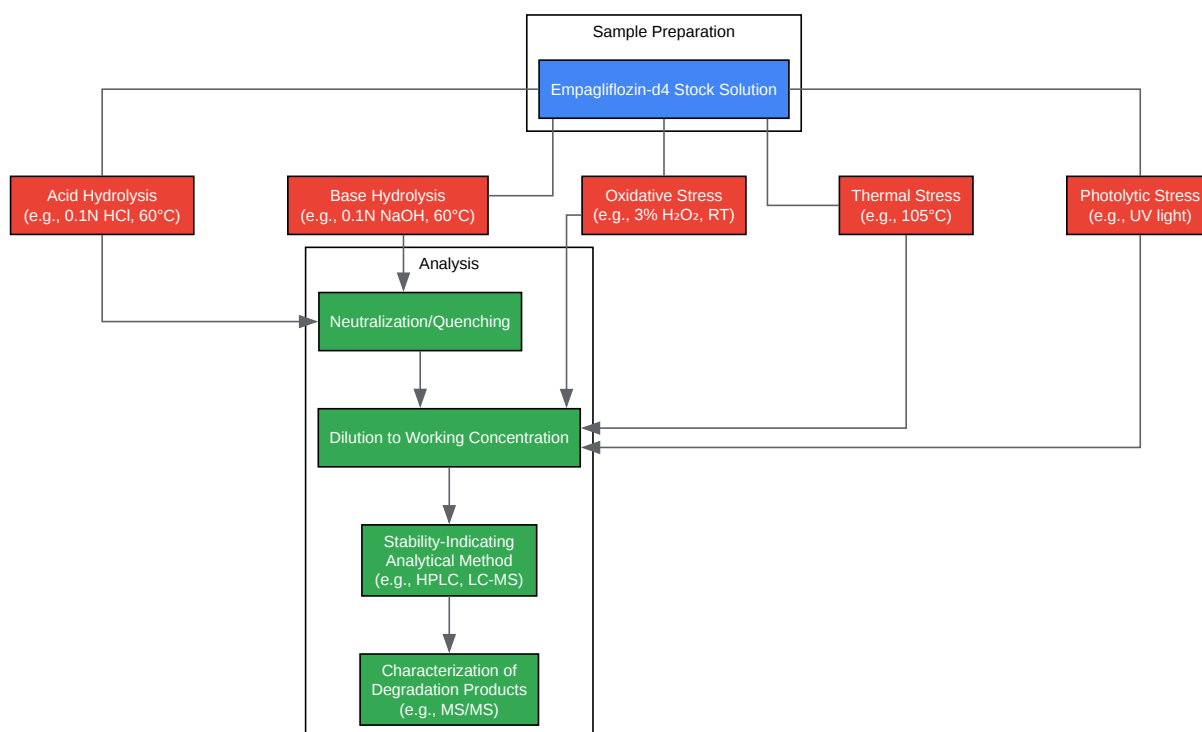 Sample Preparation
Empagliflozin-d4 Stock Solution
Acid Hydrolysis
(e.g., 0.1N HCl, 60°C)
Base Hydrolysis
(e.g., 0.1N NaOH, 60°C)
Oxidative Stress
(e.g., 3% H₂O₂, RT)
Thermal Stress
(e.g., 105°C)
Photolytic Stress
(e.g., UV light)
Analysis
Neutralization/Quenching
Dilution to Working Concentration
Stability-Indicating
Analytical Method
(e.g., HPLC, LC-MS)
Characterization of
Degradation Products
(e.g., MS/MS)